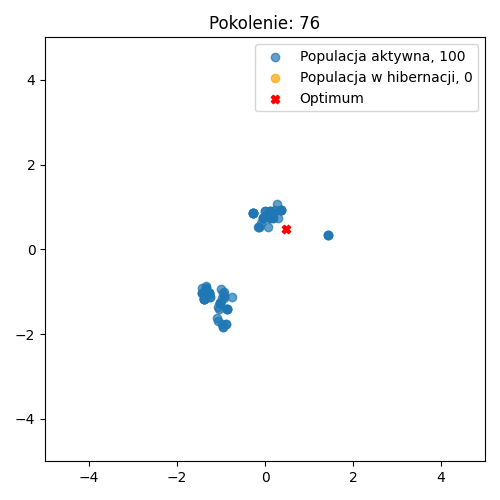 Pokolenie: 76
Populacja aktywna, 100
Populacja w hibernacji, 0
Optimum
4
2
0
−2
−4
−4 −2 0 2 4